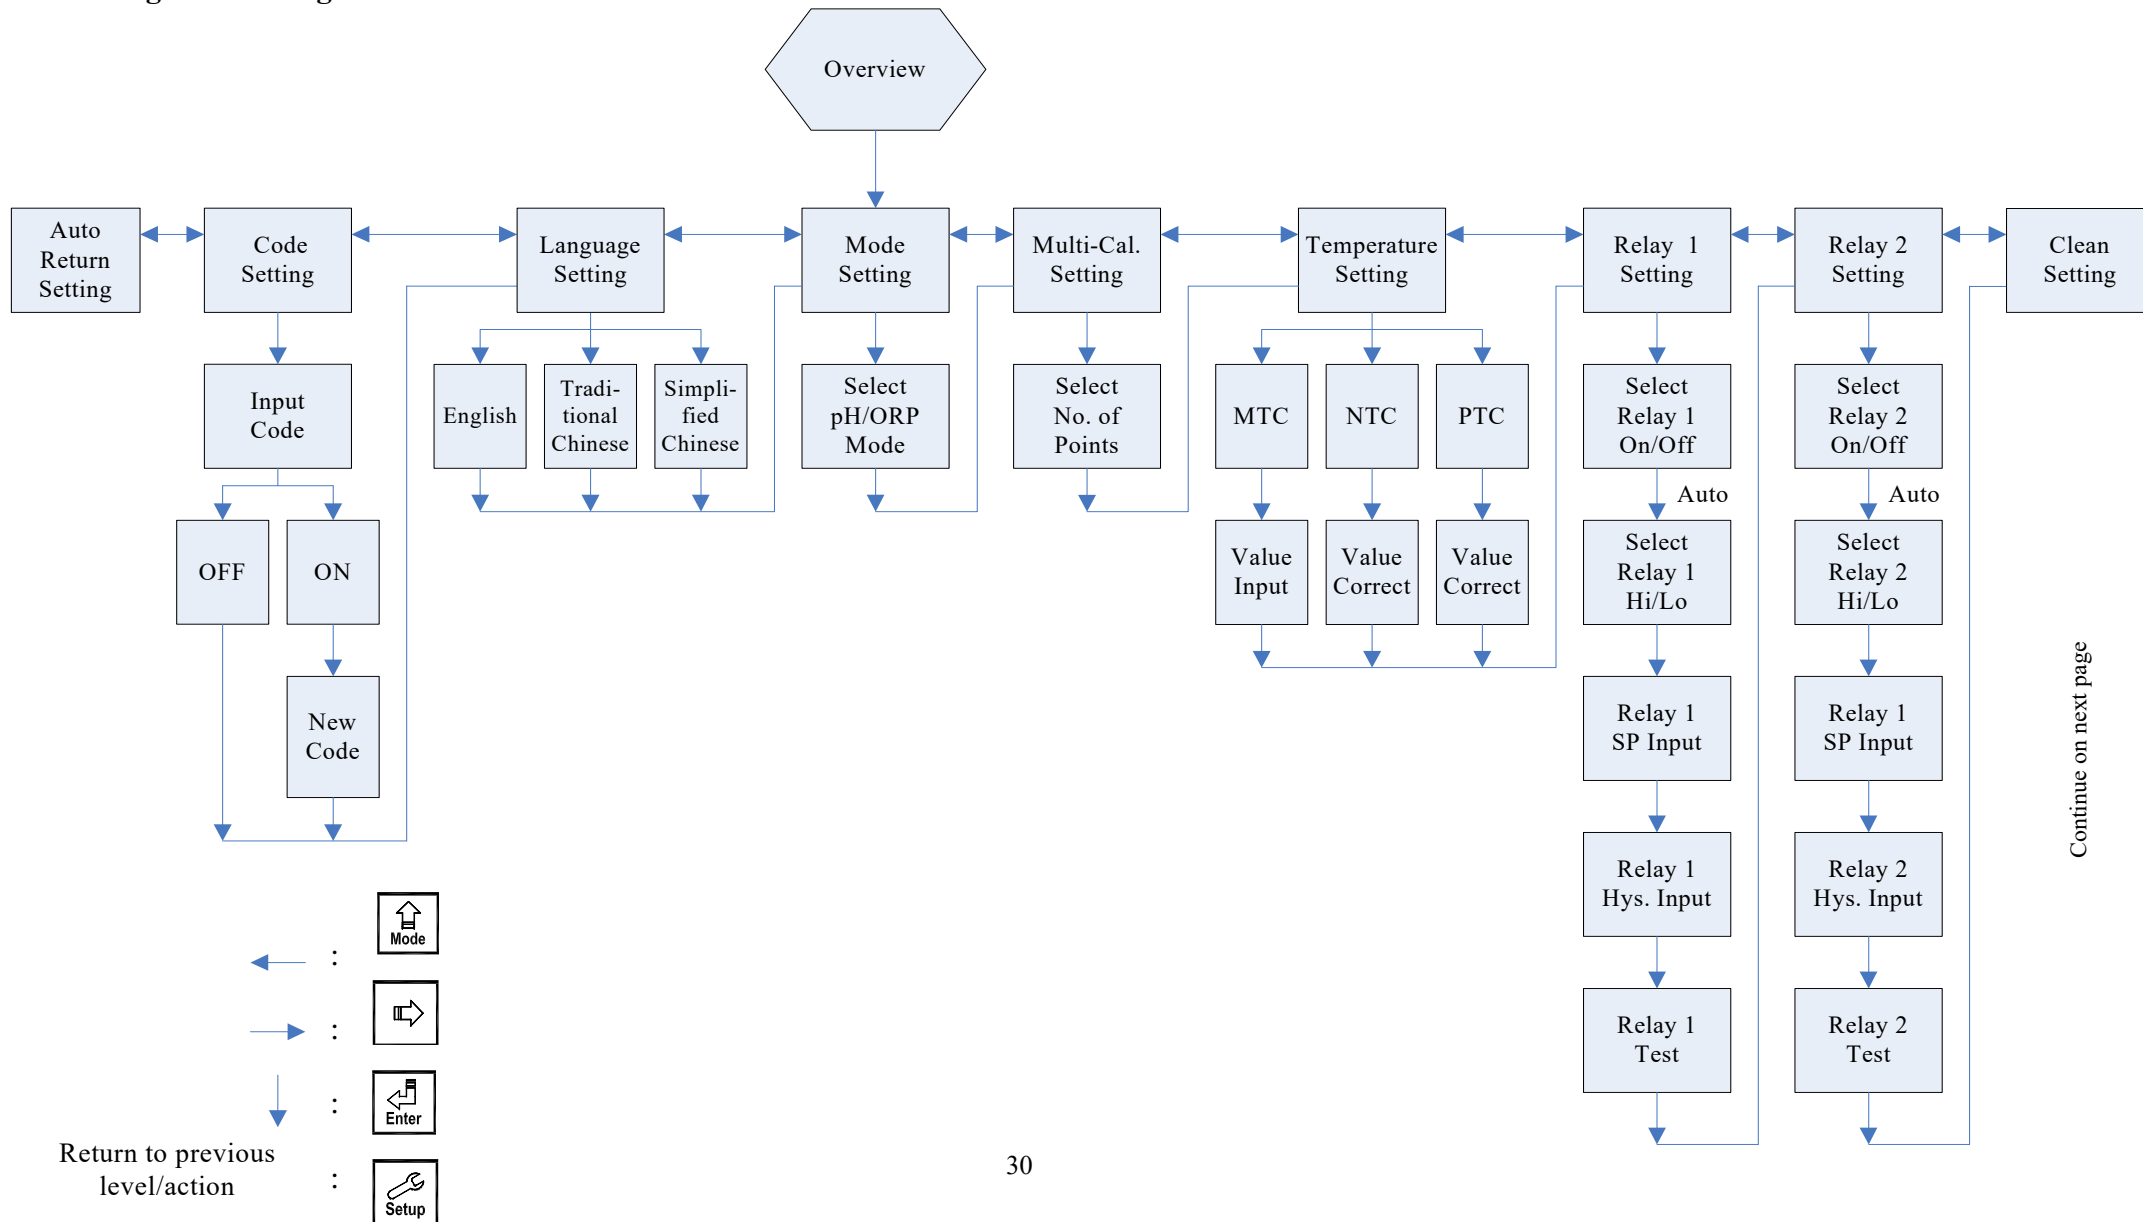 Overview
Auto
Return
Setting
Code
Setting
Language
Setting
Mode
Setting
Multi-Cal.
Setting
Temperature
Setting
Relay 1
Setting
Relay 2
Setting
Clean
Setting
Input
Code
English
Tradi-
tional
Chinese
Simpli-
fied
Chinese
Select
pH/ORP
Mode
Select
No. of
Points
MTC
NTC
PTC
Select
Relay 1
On/Off
Select
Relay 2
On/Off
Auto
Auto
OFF
ON
Value
Input
Value
Correct
Value
Correct
Select
Relay 1
Hi/Lo
Select
Relay 2
Hi/Lo
New
Code
Relay 1
SP Input
Relay 1
SP Input
Continue on next page
Relay 1
Hys. Input
Relay 2
Hys. Input
Relay 1
Test
Relay 2
Test
:
Mode
:
:
Enter
Return to previous
level/action
:
Setup
30